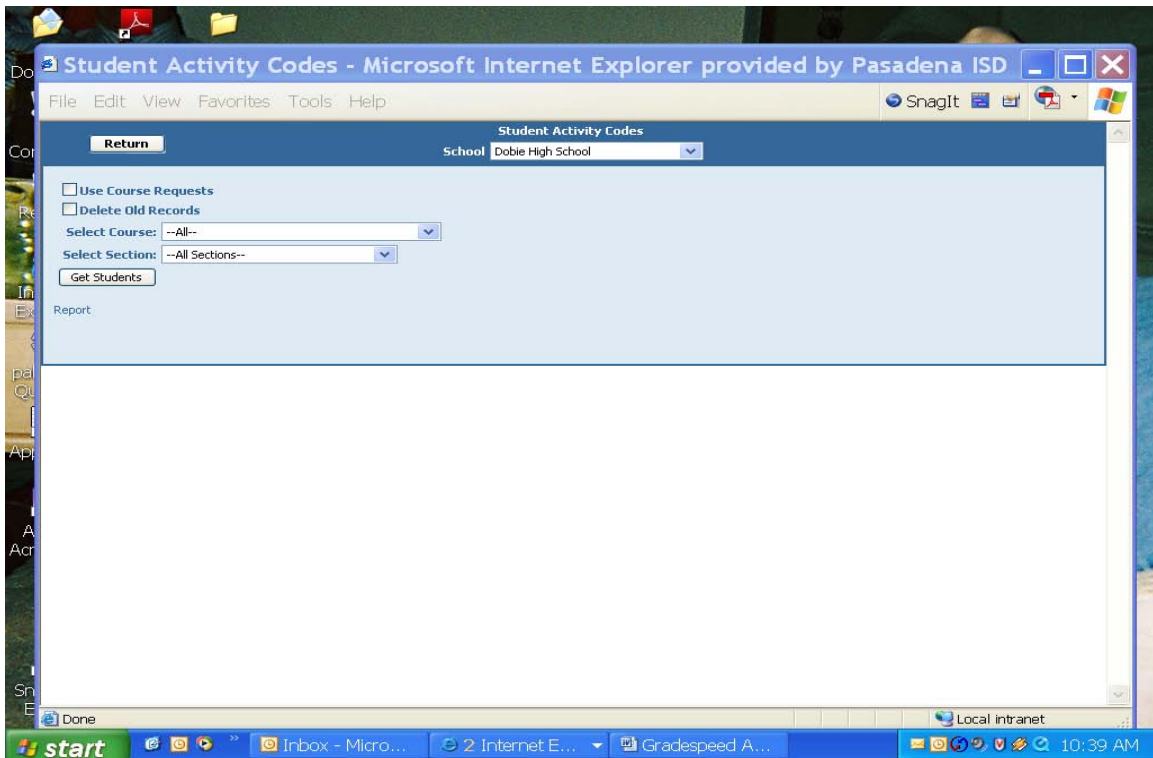 Do
Student Activity Codes - Microsoft Internet Explorer provided by Pasadena ISD
File Edit View Favorites Tools Help
SnagIt
Student Activity Codes
Return
School Dobie High School
Use Course Requests
Delete Old Records
Select Course: --All--
Select Section: --All Sections--
Get Students
Report
Done
Local intranet
start
Inbox - Micro...
2 Internet E...
Gradespeed A...
10:39 AM